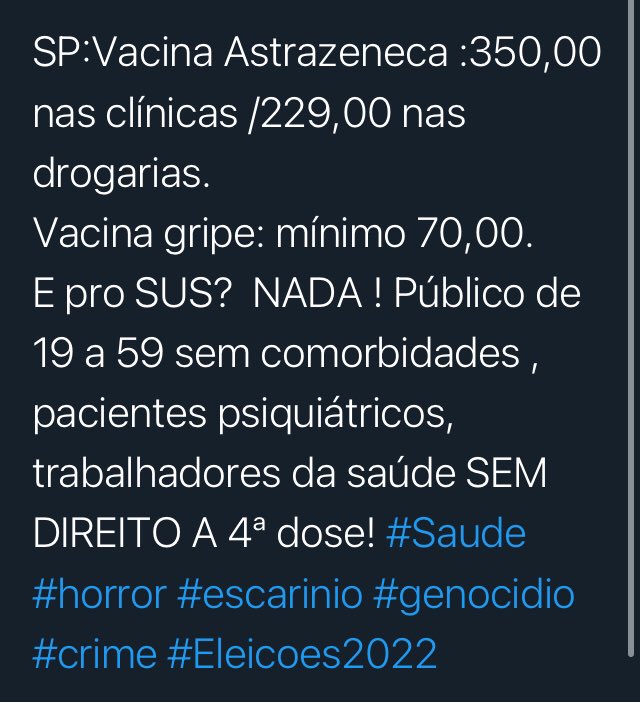 SP:Vacina Astrazeneca :350,00
nas clínicas /229,00 nas
drogarias.
Vacina gripe: mínimo 70,00.
E pro SUS?  NADA ! Público de
19 a 59 sem comorbidades ,
pacientes psiquiátricos,
trabalhadores da saúde SEM
DIREITO A 4ª dose! #Saude
#horror #escarinio #genocidio
#crime #Eleicoes2022